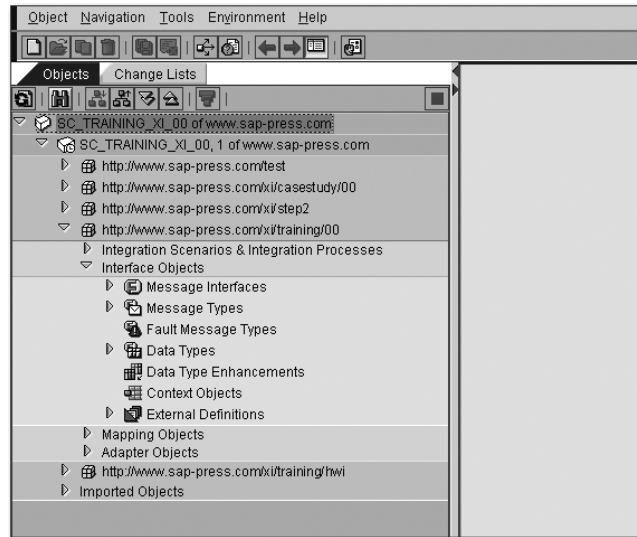 Object Navigation Tools Environment Help
Objects Change Lists
SC_TRAINING_XI_00 of www.sap-press.com
SC_TRAINING_XI_00, 1 of www.sap-press.com
http://www.sap-press.com/test
http://www.sap-press.com/xi/casestudy/00
http://www.sap-press.com/xi/step2
http://www.sap-press.com/xi/training/00
Integration Scenarios & Integration Processes
Interface Objects
Message Interfaces
Message Types
Fault Message Types
Data Types
Data Type Enhancements
Context Objects
External Definitions
Mapping Objects
Adapter Objects
http://www.sap-press.com/xi/training/hwi
Imported Objects